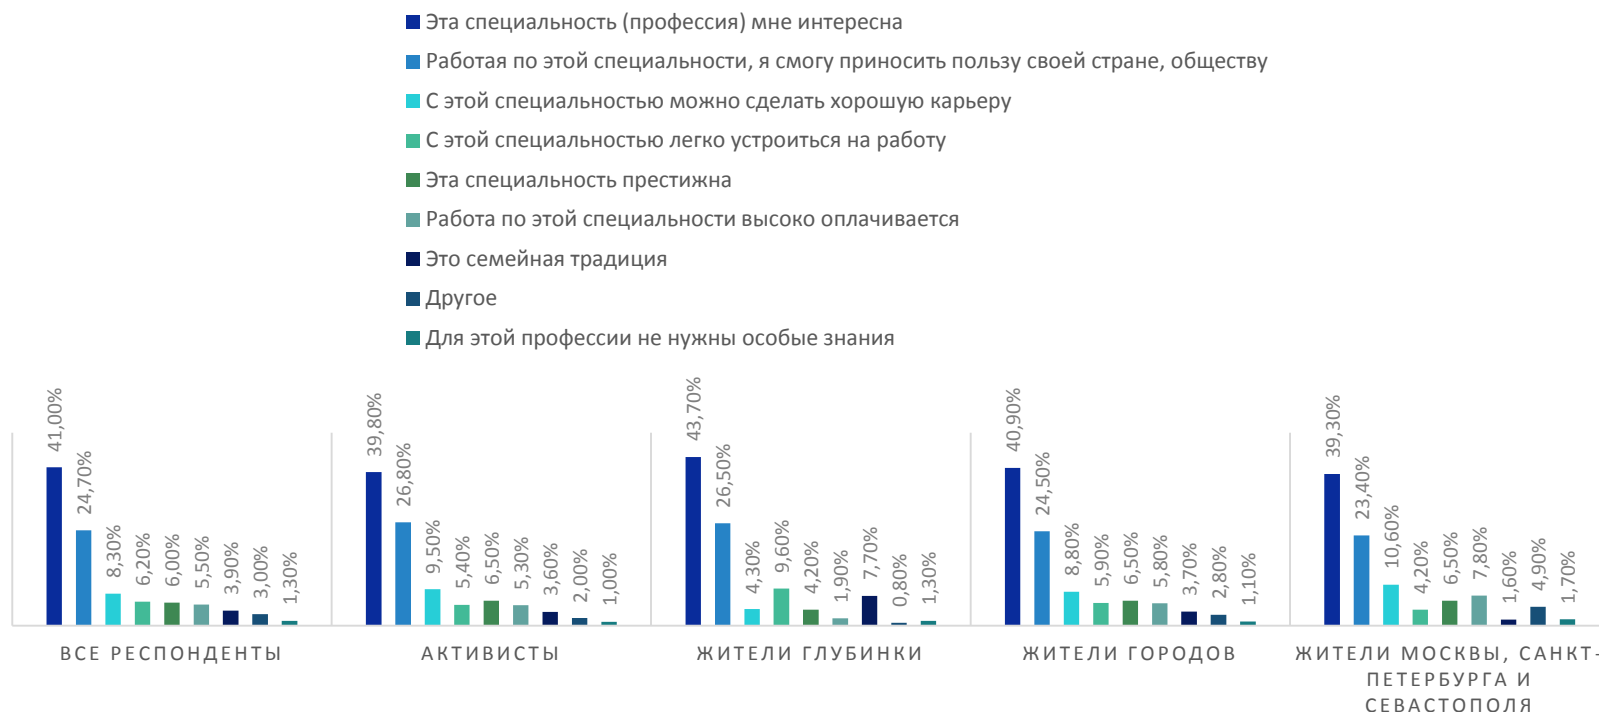 Эта специальность (профессия) мне интересна
Работая по этой специальности, я смогу приносить пользу своей стране, обществу
С этой специальностью можно сделать хорошую карьеру
С этой специальностью легко устроиться на работу
Эта специальность престижна
Работа по этой специальности высоко оплачивается
Это семейная традиция
Другое
Для этой профессии не нужны особые знания
41,00%
24,70%
8,30%
6,20%
6,00%
5,50%
3,90%
3,00%
1,30%
39,80%
26,80%
9,50%
5,40%
6,50%
5,30%
3,60%
2,00%
1,00%
43,70%
26,50%
4,30%
9,60%
4,20%
1,90%
7,70%
0,80%
1,30%
40,90%
24,50%
8,80%
5,90%
6,50%
5,80%
3,70%
2,80%
1,10%
39,30%
23,40%
10,60%
4,20%
6,50%
7,80%
1,60%
4,90%
1,70%
ВСЕ РЕСПОНДЕНТЫ
АКТИВИСТЫ
ЖИТЕЛИ ГЛУБИНКИ
ЖИТЕЛИ ГОРОДОВ
ЖИТЕЛИ МОСКВЫ, САНКТ-
ПЕТЕРБУРГА И
СЕВАСТОПОЛЯ